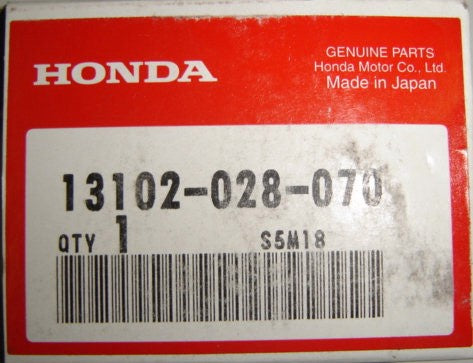 HONDA
GENUINE PARTS
Honda Motor Co., Ltd.
Made in Japan
13102-028-070
QTY 1 S5M18